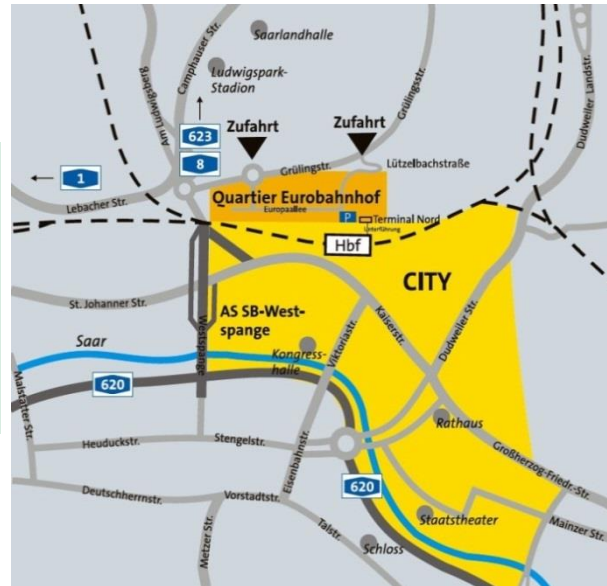 Saarlandhalle
Camphauser Str.
Ludwigspark-
Stadion
Am Ludwigsberg
Grülingsstr.
Dudweiler Landstr.
623
8
Zufahrt
Zufahrt
1
Grülingstr.
Lützelbachstraße
Lebacher Str.
Quartier Eurobahnhof
Europaallee
P
Terminal Nord
Unterführung
Hbf
CITY
St. Johanner Str.
AS SB-West-
spange
Westspange
Kaiserstr.
Dudweiler Str.
Viktoriastr.
Saar
Kongress-
halle
620
Malstatter Str.
Rathaus
Heuduckstr.
Stengelstr.
Großherzog-Friedr.-Str.
Eisenbahnstr.
620
Deutschherrnstr.
Vorstadtstr.
Staatstheater
Mainzer Str.
Talstr.
Metzer Str.
Schloss